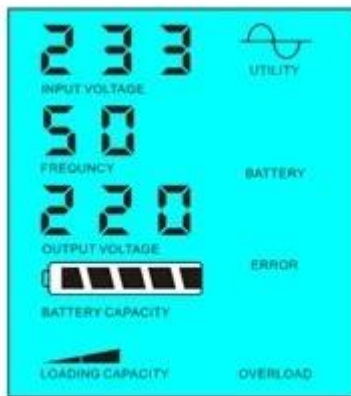 233
INPUT VOLTAGE
UTILITY
50
FREQUNCY
BATTERY
220
OUTPUT VOLTAGE
ERROR
BATTERY CAPACITY
LOADING CAPACITY
OVERLOAD